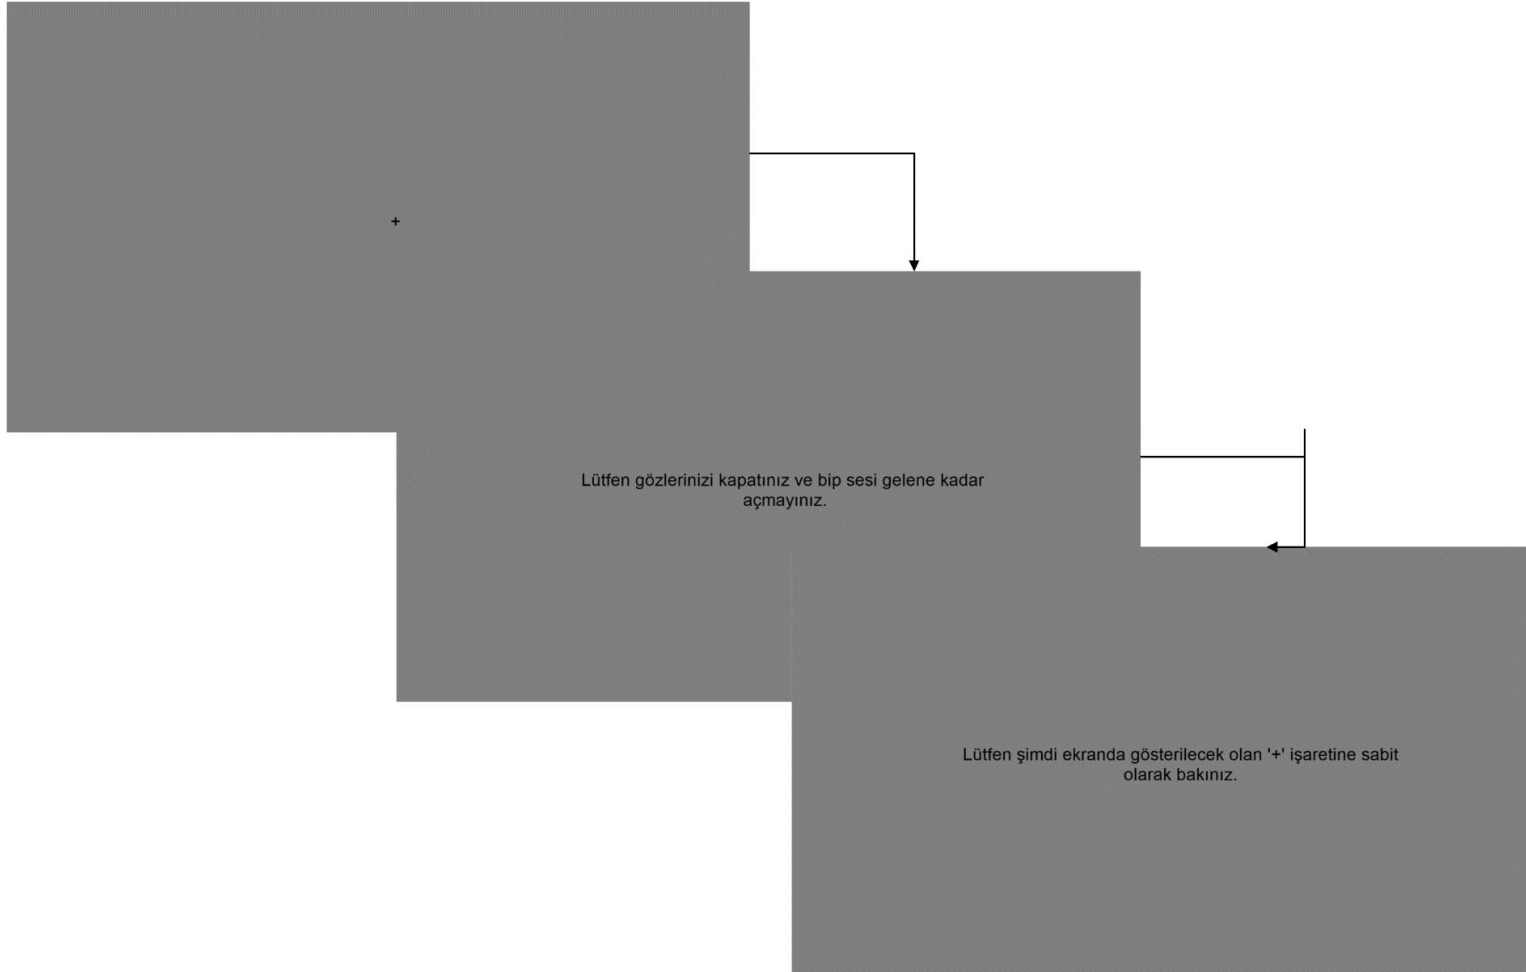 +
Lütfen gözlerinizi kapatınız ve bip sesi gelene kadar
açmayınız.
Lütfen şimdi ekranda gösterilecek olan '+' işaretine sabit
olarak bakınız.